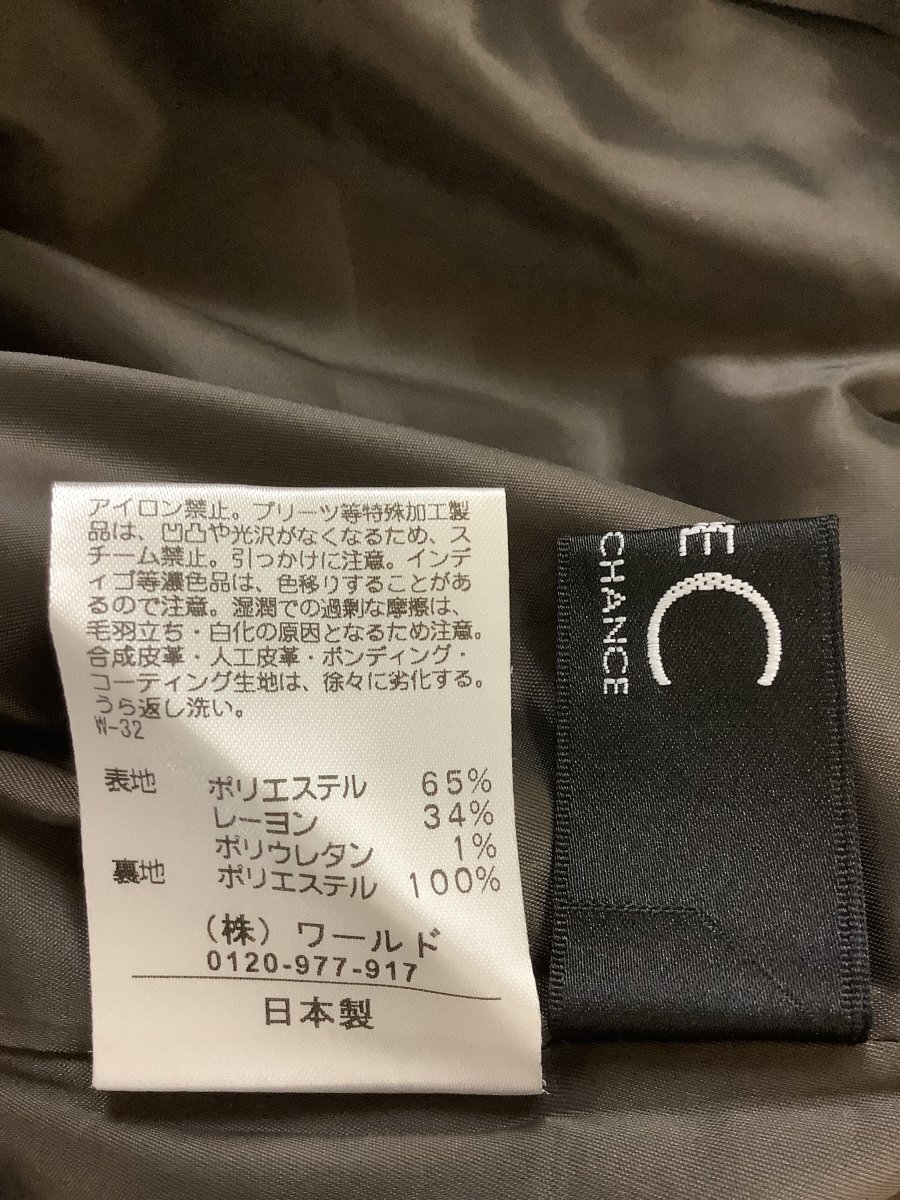 アイロン禁止。プリーツ等特殊加工製
品は、凹凸や光沢がなくなるため、ス
チーム禁止。引つかけに注意。インデ
ィゴ等濃色品は、色移りすることがあ
るので注意。湿潤での過剰な摩擦は、
毛羽立ち・白化の原因となるため注意。
合成皮革・人工皮革・ボンディング・
コーティング生地は、徐々に劣化する。
うら返し洗い。
W-32
表地 ポリエステル 65%
レーヨン 34%
ポリウレタン 1%
裏地 ポリエステル 100%
(株) ワールド
0120-977-917
日本製
E C
CHANCE